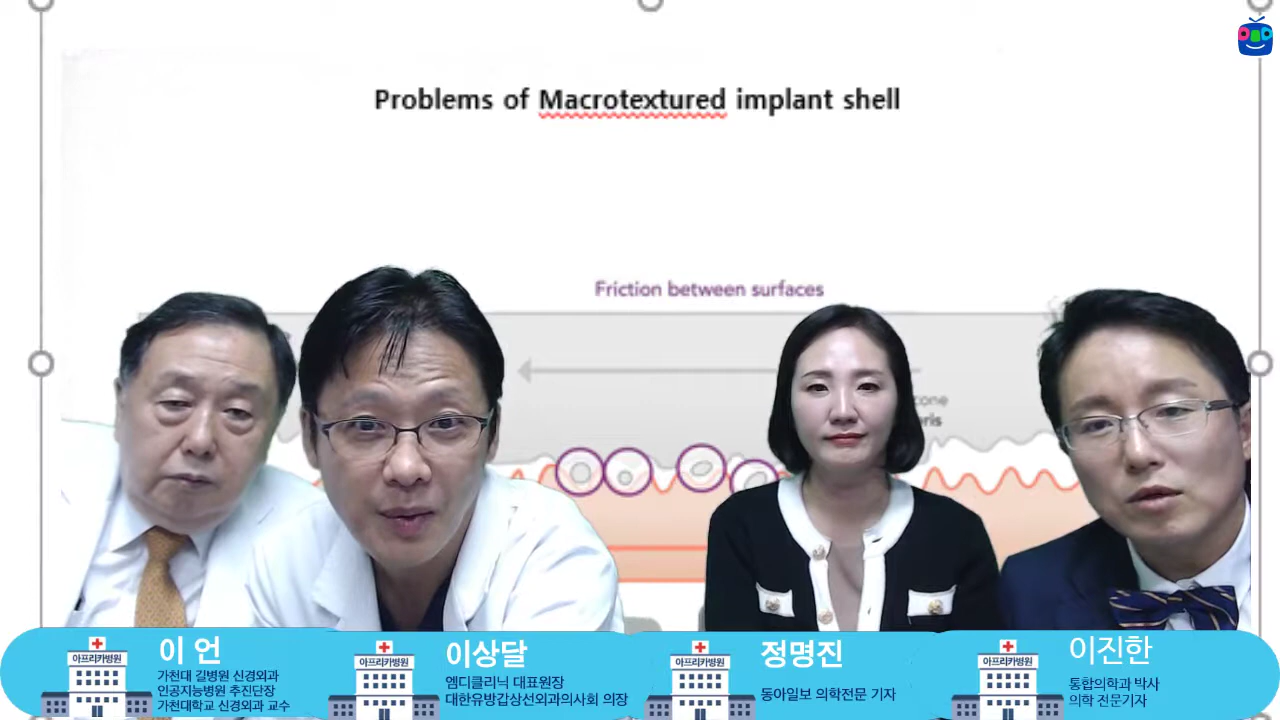 Problems of Macrotextured implant shell
Friction between surfaces
아프리카병원
이 언
가천대 길병원 신경외과
인공지능병원 추진단장
가천대학교 신경외과 교수
아프리카병원
이상달
엠디클리닉 대표원장
대한유방갑상선외과의사회 의장
아프리카병원
정명진
동아일보 의학전문 기자
아프리카병원
이진한
통합의학과 박사
의학 전문기자